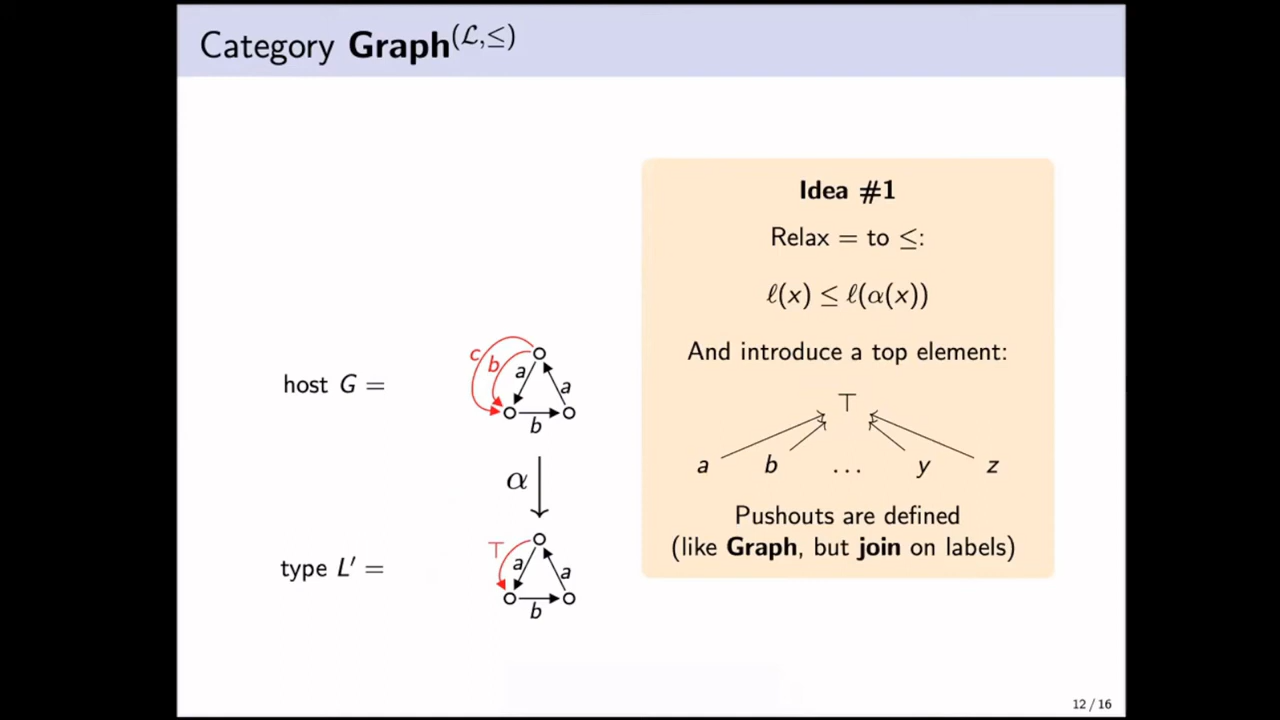 Category Graph^(ℒ,≤)
Idea #1
Relax = to ≤:
ℓ(x) ≤ ℓ(α(x))
And introduce a top element:
⊤
a b ... y z
Pushouts are defined
(like Graph, but join on labels)
host G =
c
b
a
a
b
α
type L′ =
⊤
a
a
b
12 / 16